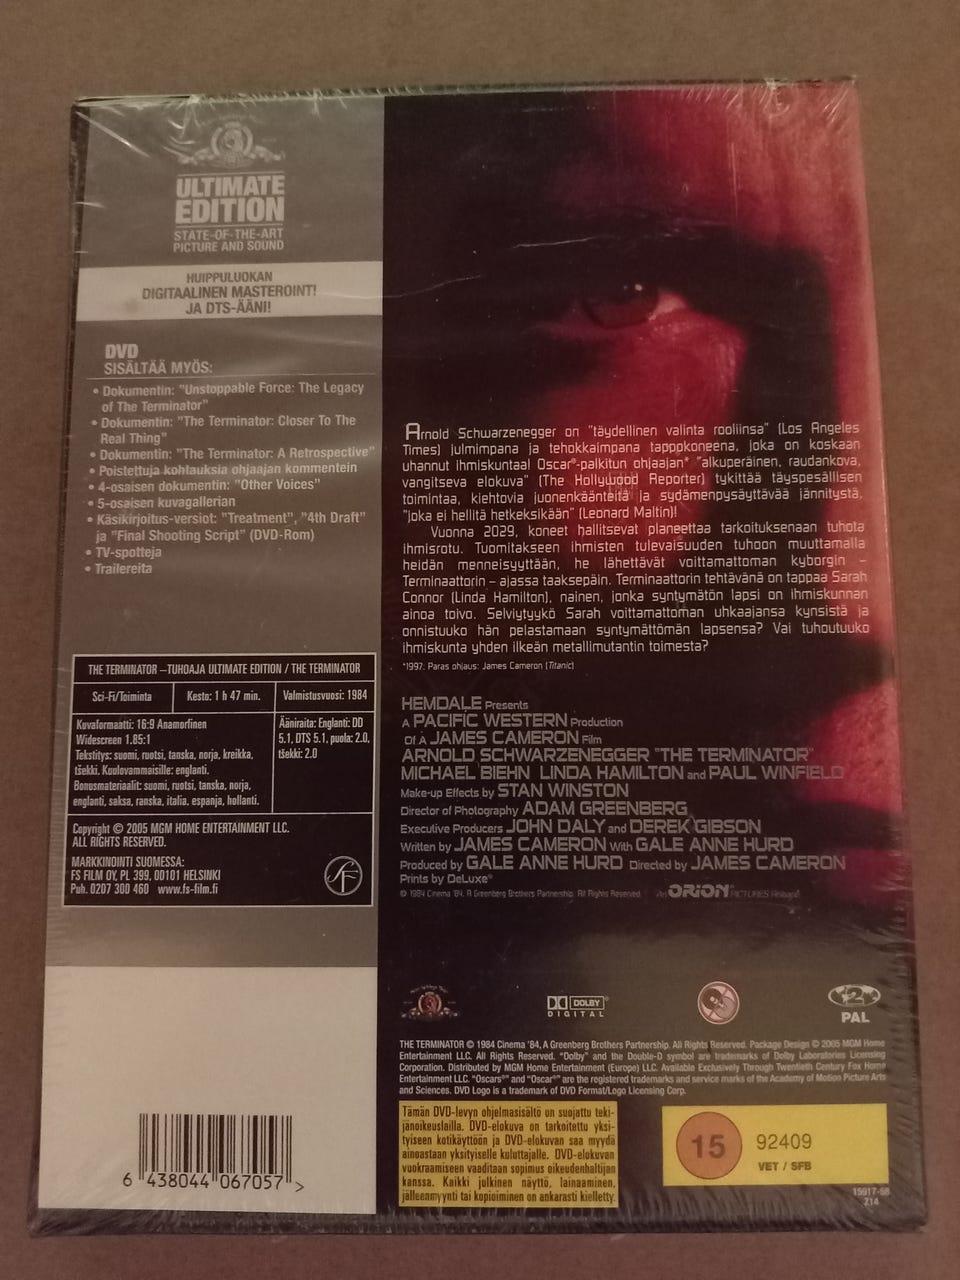 ULTIMATE
EDITION
STATE-OF-THE-ART
PICTURE AND SOUND
HUIPPULUOKAN
DIGITAALINEN MASTEROINTI
JA DTS-ÄÄNI!
DVD
SISÄLTÄÄ MYÖS:
• Dokumentin: "Unstoppable Force: The Legacy
of The Terminator"
• Dokumentin: "The Terminator: Closer To The
Real Thing"
• Dokumentin: "The Terminator: A Retrospective"
• Poistettuja kohtauksia ohjaajan kommentein
• 4-osaisen dokumentin: "Other Voices"
• 5-osaisen kuvagallerian
• Käsikirjoitus-versiot: "Treatment", "4th Draft"
ja "Final Shooting Script" (DVD-Rom)
• TV-spotteja
• Trailereita
THE TERMINATOR –TUHOAJA ULTIMATE EDITION / THE TERMINATOR
Sci-Fi/Toiminta
Kesto: 1 h 47 min.
Valmistusvuosi: 1984
Kuvaformaatti: 16:9 Anamorfinen
Widescreen 1.85:1
Tekstitys: suomi, ruotsi, tanska, norja, kreikka,
tšekki. Kuulovammaisille: englanti.
Bonusmateriaalit: suomi, ruotsi, tanska, norja,
englanti, saksa, ranska, italia, espanja, hollanti.
Ääniraita: Englanti: DD
5.1, DTS 5.1, puola: 2.0,
tšekki: 2.0
Copyright © 2005 MGM HOME ENTERTAINMENT LLC.
ALL RIGHTS RESERVED.
MARKKINOINTI SUOMESSA:
FS FILM OY, PL 399, 00101 HELSINKI
Puh. 0207 300 460 www.fs-film.fi
SF
6 438044 067057 >
Arnold Schwarzenegger on "täydellinen valinta rooliinsa" (Los Angeles
Times) julmimpana ja tehokkaimpana tappokoneena, joka on koskaan
uhannut ihmiskuntaa! Oscar®-palkitun ohjaajan* "alkuperäinen, raudankova,
vangitseva elokuva" (The Hollywood Reporter) tykittää täyspesällisen
toimintaa, kiehtovia juonenkäänteitä ja sydämenpysäyttävää jännitystä,
"joka ei hellitä hetkeksikään" (Leonard Maltin)!
Vuonna 2029, koneet hallitsevat planeettaa tarkoituksenaan tuhota
ihmisrotu. Tuomitakseen ihmisten tulevaisuuden tuhoon muuttamalla
heidän menneisyyttään, he lähettävät voittamattoman kyborgin –
Terminaattorin – ajassa taaksepäin. Terminaattorin tehtävänä on tappaa Sarah
Connor (Linda Hamilton), nainen, jonka syntymätön lapsi on ihmiskunnan
ainoa toivo. Selviytyykö Sarah voittamattoman uhkaajansa kynsistä ja
onnistuuko hän pelastamaan syntymättömän lapsensa? Vai tuhoutuuko
ihmiskunta yhden ilkeän metallimutantin toimesta?
*1997. Paras ohjaus: James Cameron (Titanic)
HEMDALE Presents
A PACIFIC WESTERN Production
Of A JAMES CAMERON Film
ARNOLD SCHWARZENEGGER "THE TERMINATOR"
MICHAEL BIEHN LINDA HAMILTON and PAUL WINFIELD
Make-up Effects by STAN WINSTON
Director of Photography ADAM GREENBERG
Executive Producers JOHN DALY and DEREK GIBSON
Written by JAMES CAMERON With GALE ANNE HURD
Produced by GALE ANNE HURD Directed by JAMES CAMERON
Prints by DeLuxe®
© 1984 Cinema '84, A Greenberg Brothers Partnership. All Rights Reserved. An ORION PICTURES Release
DOLBY
DIGITAL
2
PAL
THE TERMINATOR © 1984 Cinema '84, A Greenberg Brothers Partnership. All Rights Reserved. Package Design © 2005 MGM Home
Entertainment LLC. All Rights Reserved. "Dolby" and the Double-D symbol are trademarks of Dolby Laboratories Licensing
Corporation. Distributed by MGM Home Entertainment (Europe) LLC. Available Exclusively Through Twentieth Century Fox Home
Entertainment LLC. "Oscars®" and "Oscar®" are the registered trademarks and service marks of the Academy of Motion Picture Arts
and Sciences. DVD Logo is a trademark of DVD Format/Logo Licensing Corp.
Tämän DVD-levyn ohjelmasisältö on suojattu teki-
jänoikeuslailla. DVD-elokuva on tarkoitettu yksi-
tyiseen kotikäyttöön ja DVD-elokuvan saa myydä
ainoastaan yksityiselle kuluttajalle. DVD-elokuvan
vuokraamiseen vaaditaan sopimus oikeudenhaltijan
kanssa. Kaikki julkinen näyttö, lainaaminen,
jälleenmyynti tai kopioiminen on ankarasti kielletty.
15
92409
VET / SFB
15917-68
Z14